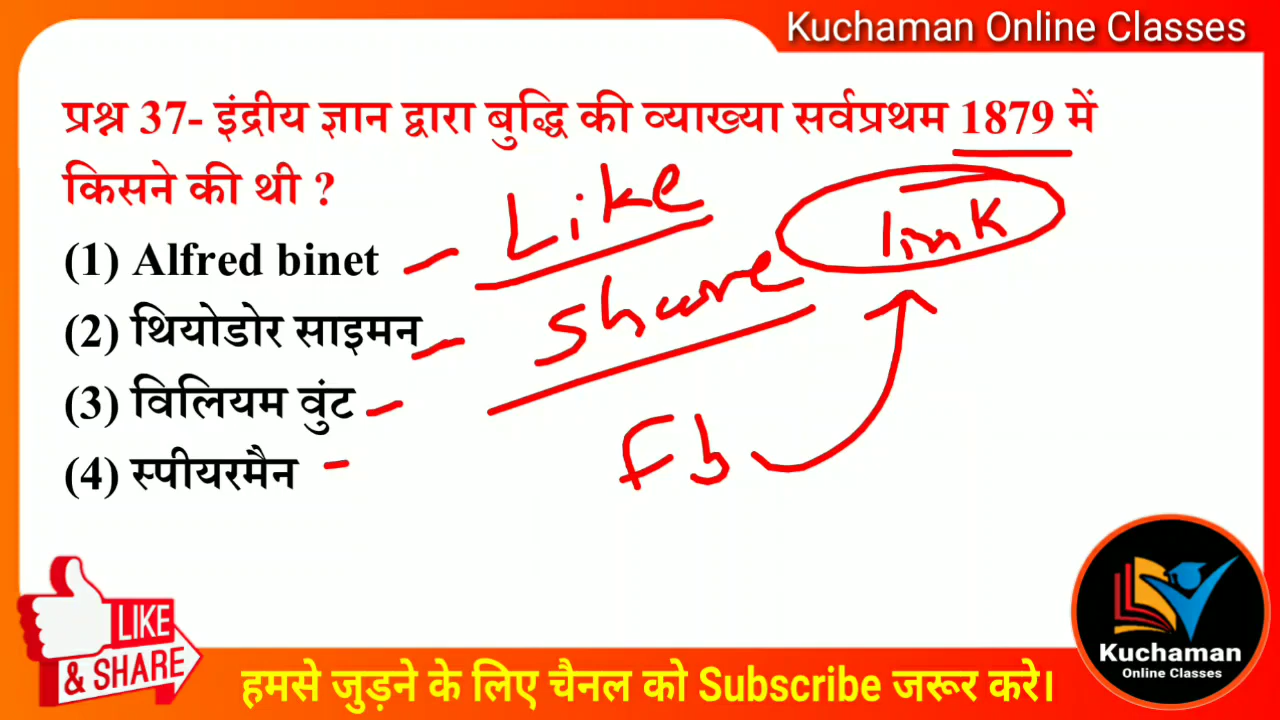 Kuchaman Online Classes
प्रश्न 37- इंद्रीय ज्ञान द्वारा बुद्धि की व्याख्या सर्वप्रथम 1879 में
किसने की थी ?
Like
link
(1) Alfred binet
Share
(2) थियोडोर साइमन
(3) विलियम वुंट
Fb
(4) स्पीयरमैन
LIKE
& SHARE
Kuchaman
Online Classes
हमसे जुड़ने के लिए चैनल को Subscribe जरूर करे।